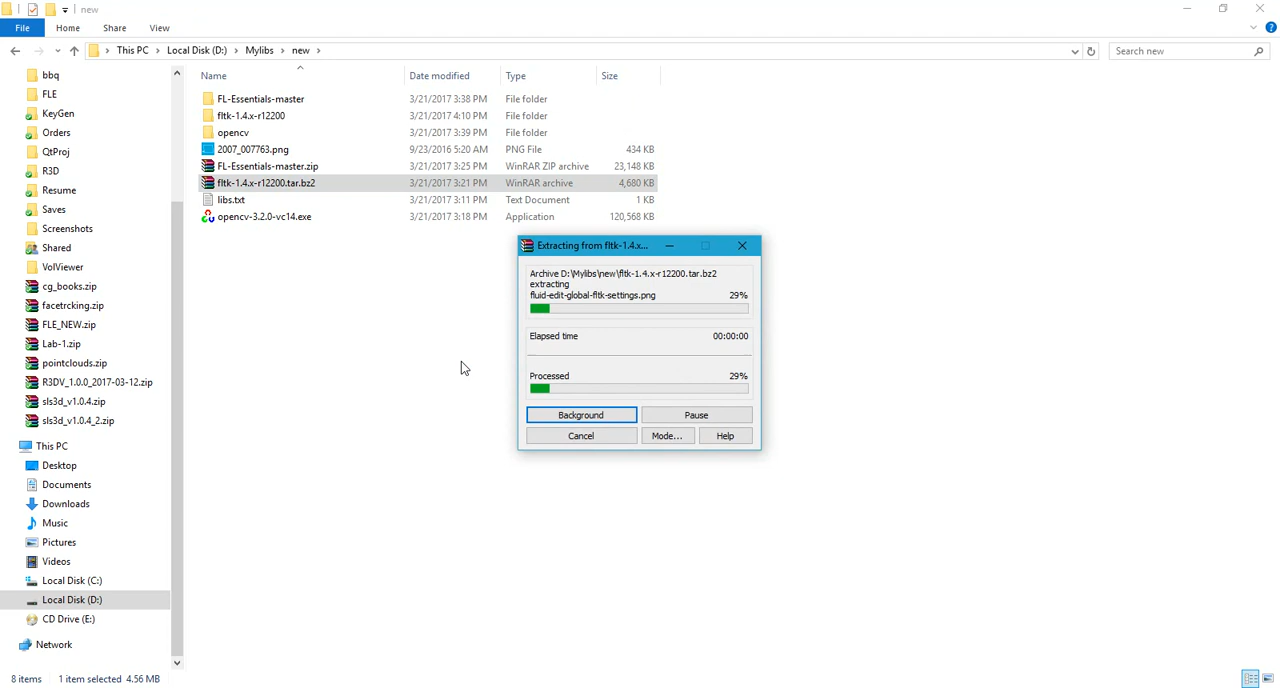 new
File Home Share View
This PC Local Disk (D:) Mylibs new
Search new
Name Date modified Type Size
bbq
FLE
KeyGen
Orders
QtProj
R3D
Resume
Saves
Screenshots
Shared
VolViewer
cg_books.zip
facetrcking.zip
FLE_NEW.zip
Lab-1.zip
pointclouds.zip
R3DV_1.0.0_2017-03-12.zip
sls3d_v1.0.4.zip
sls3d_v1.0.4_2.zip
This PC
Desktop
Documents
Downloads
Music
Pictures
Videos
Local Disk (C:)
Local Disk (D:)
CD Drive (E:)
Network
FL-Essentials-master 3/21/2017 3:38 PM File folder
fltk-1.4.x-r12200 3/21/2017 4:10 PM File folder
opencv 3/21/2017 3:39 PM File folder
2007_007763.png 9/23/2016 5:20 AM PNG File 434 KB
FL-Essentials-master.zip 3/21/2017 3:25 PM WinRAR ZIP archive 23,148 KB
fltk-1.4.x-r12200.tar.bz2 3/21/2017 3:21 PM WinRAR archive 4,680 KB
libs.txt 3/21/2017 3:11 PM Text Document 1 KB
opencv-3.2.0-vc14.exe 3/21/2017 3:18 PM Application 120,568 KB
Extracting from fltk-1.4.x...
Archive D:\Mylibs\new\fltk-1.4.x-r12200.tar.bz2
extracting
fluid-edit-global-fltk-settings.png 29%
Elapsed time 00:00:00
Processed 29%
Background Pause
Cancel Mode... Help
8 items 1 item selected 4.56 MB